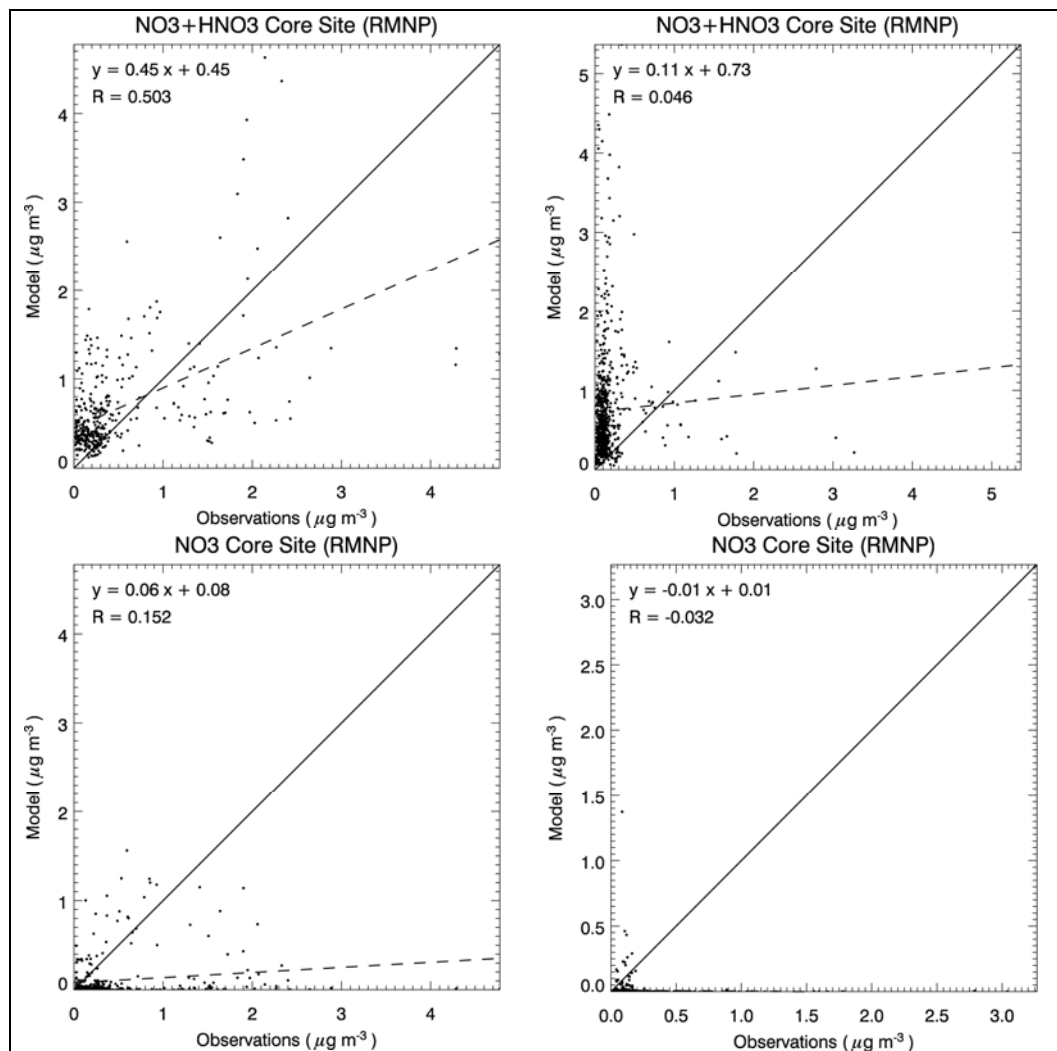 NO3+HNO3 Core Site (RMNP)
y = 0.45 x + 0.45
R = 0.503
4
3
2
1
0
Model ( μg m-3)
0 1 2 3 4
Observations ( μg m-3)
NO3+HNO3 Core Site (RMNP)
y = 0.11 x + 0.73
R = 0.046
5
4
3
2
1
0
Model ( μg m-3)
0 1 2 3 4 5
Observations ( μg m-3)
NO3 Core Site (RMNP)
y = 0.06 x + 0.08
R = 0.152
4
3
2
1
0
Model ( μg m-3)
0 1 2 3 4
Observations ( μg m-3)
NO3 Core Site (RMNP)
y = -0.01 x + 0.01
R = -0.032
3.0
2.5
2.0
1.5
1.0
0.5
0.0
Model ( μg m-3)
0.0 0.5 1.0 1.5 2.0 2.5 3.0
Observations ( μg m-3)